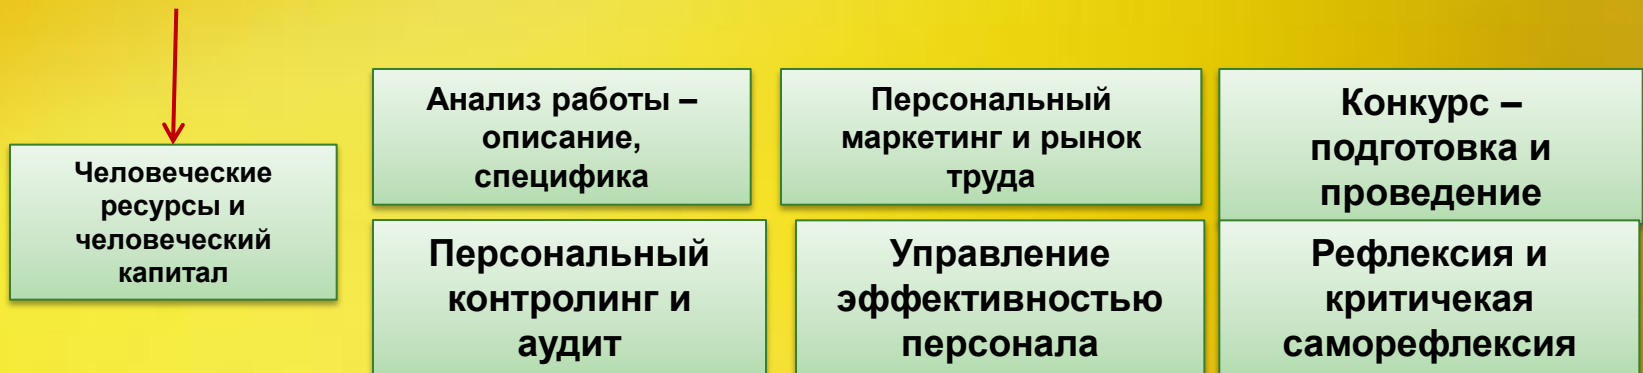 Человеческие
ресурсы и
человеческий
капитал
Анализ работы –
описание,
специфика
Персональный
маркетинг и рынок
труда
Конкурс –
подготовка и
проведение
Персональный
контролинг и
аудит
Управление
эффективностью
персонала
Рефлексия и
критичекая
саморефлексия